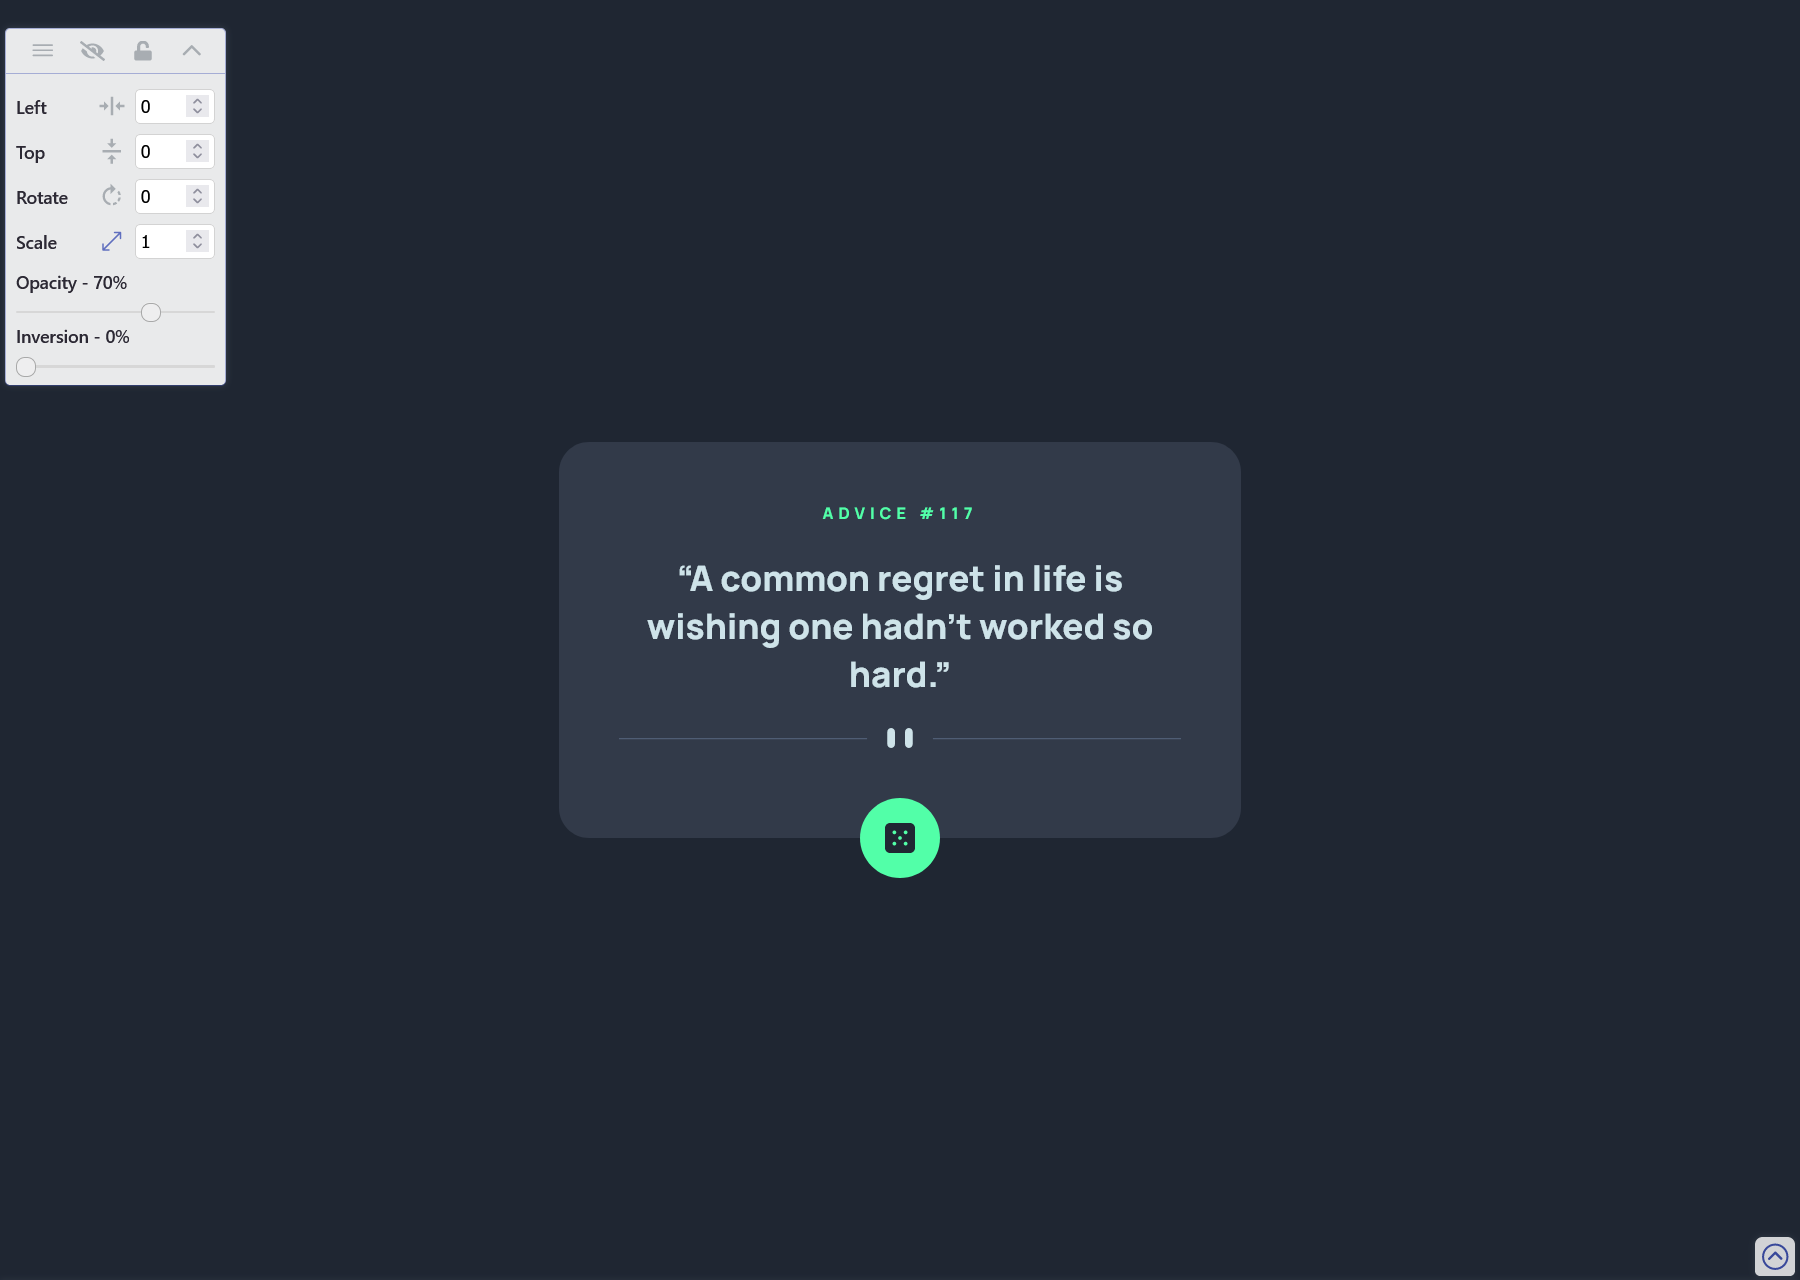 Left 0
Top 0
Rotate 0
Scale 1
Opacity - 70%
Inversion - 0%
ADVICE #117
“A common regret in life is
wishing one hadn’t worked so
hard.”